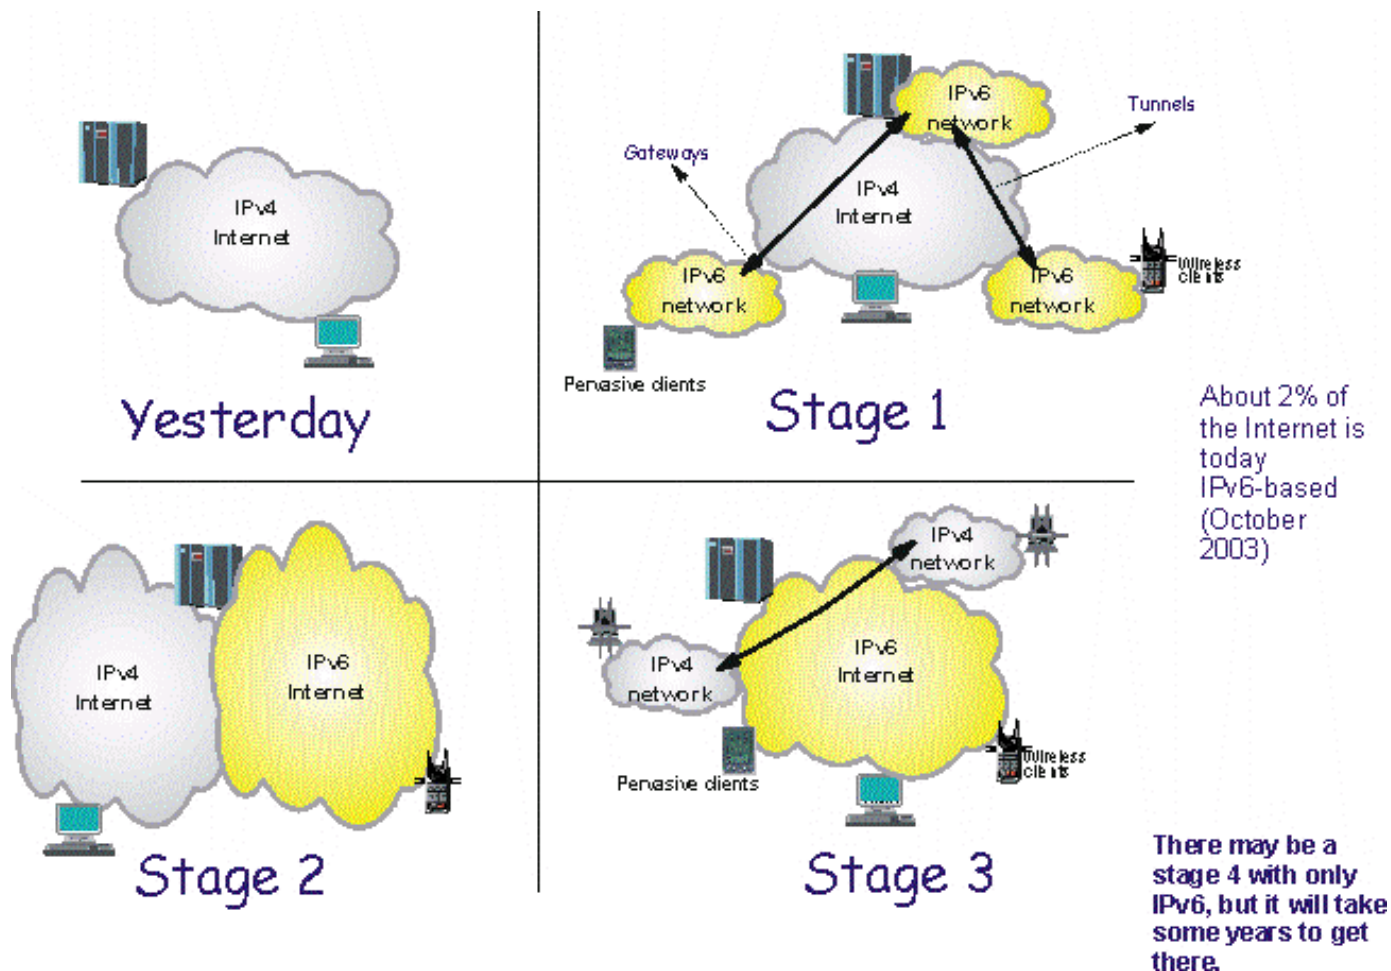 IPv4
Internet
Yesterday
IPv6
network
Tunnels
Gateways
IPv4
Internet
IPv6
network
IPv6
network
Wireless
clients
Pervasive clients
Stage 1
About 2% of
the Internet is
today
IPv6-based
(October
2003)
IPv4
Internet
IPv6
Internet
Stage 2
IPv4
network
IPv4
network
IPv6
Internet
Pervasive clients
Wireless
clients
Stage 3
There may be a
stage 4 with only
IPv6, but it will take
some years to get
there.